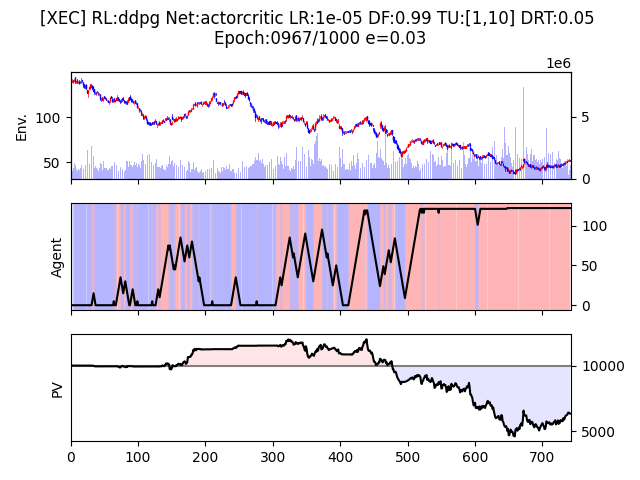 [XEC] RL:ddpg Net:actorcritic LR:1e-05 DF:0.99 TU:[1,10] DRT:0.05
Epoch:0967/1000 e=0.03
1e6
Env.
100
50
5
0
Agent
100
50
0
PV
10000
5000
0 100 200 300 400 500 600 700